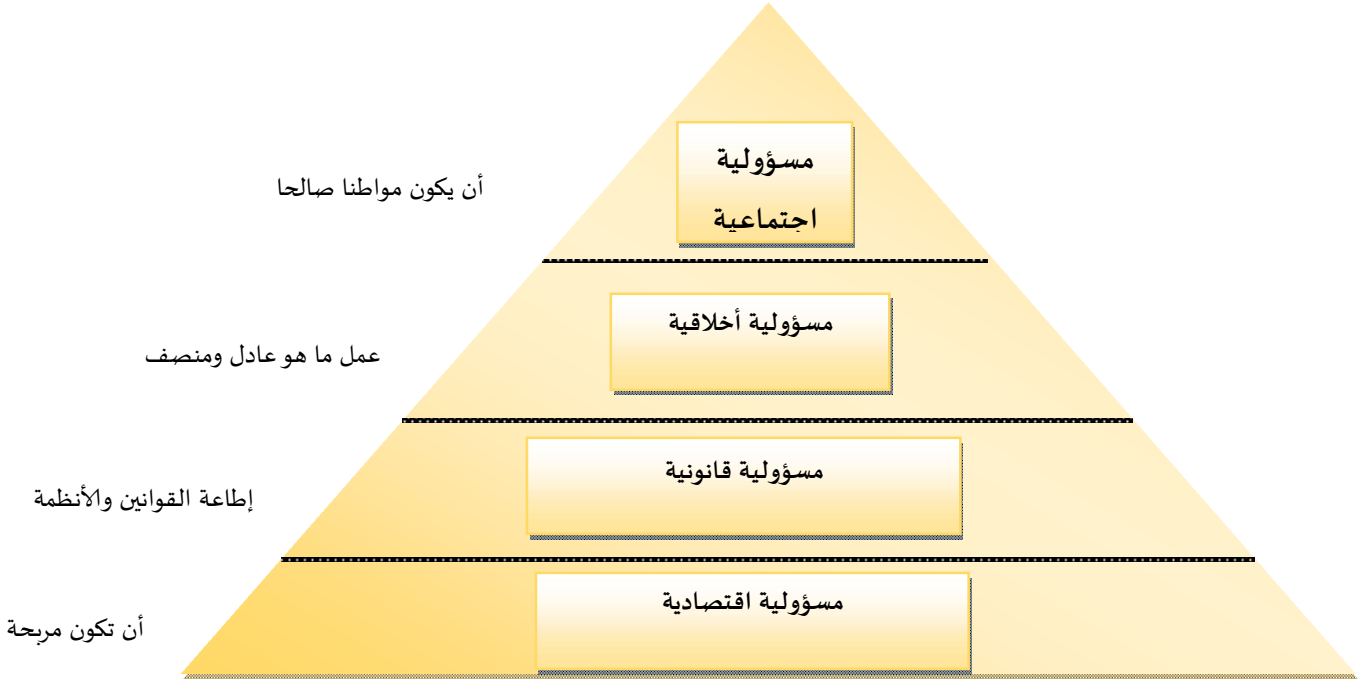 مسؤولية
اجتماعية
أن يكون مواطنا صالحا
مسؤولية أخلاقية
عمل ما هو عادل ومنصف
مسؤولية قانونية
إطاعة القوانين والأنظمة
مسؤولية اقتصادية
أن تكون مربحة